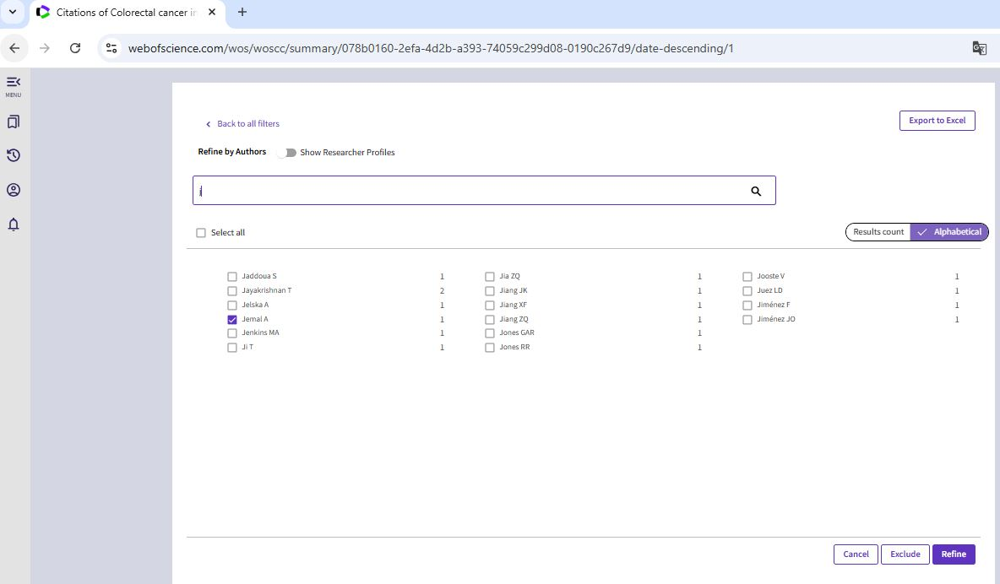 Citations of Colorectal cancer in
webofscience.com/wos/woscc/summary/078b0160-2efa-4d2b-a393-74059c299d08-0190c267d9/date-descending/1
MENU
Back to all filters
Export to Excel
Refine by Authors Show Researcher Profiles
j
Select all
Results count Alphabetical
Jaddoua S 1
Jayakrishnan T 2
Jelska A 1
Jemal A 1
Jenkins MA 1
Ji T 1
Jia ZQ 1
Jiang JK 1
Jiang XF 1
Jiang ZQ 1
Jones GAR 1
Jones RR 1
Jooste V 1
Juez LD 1
Jiménez F 1
Jiménez JO 1
Cancel Exclude Refine